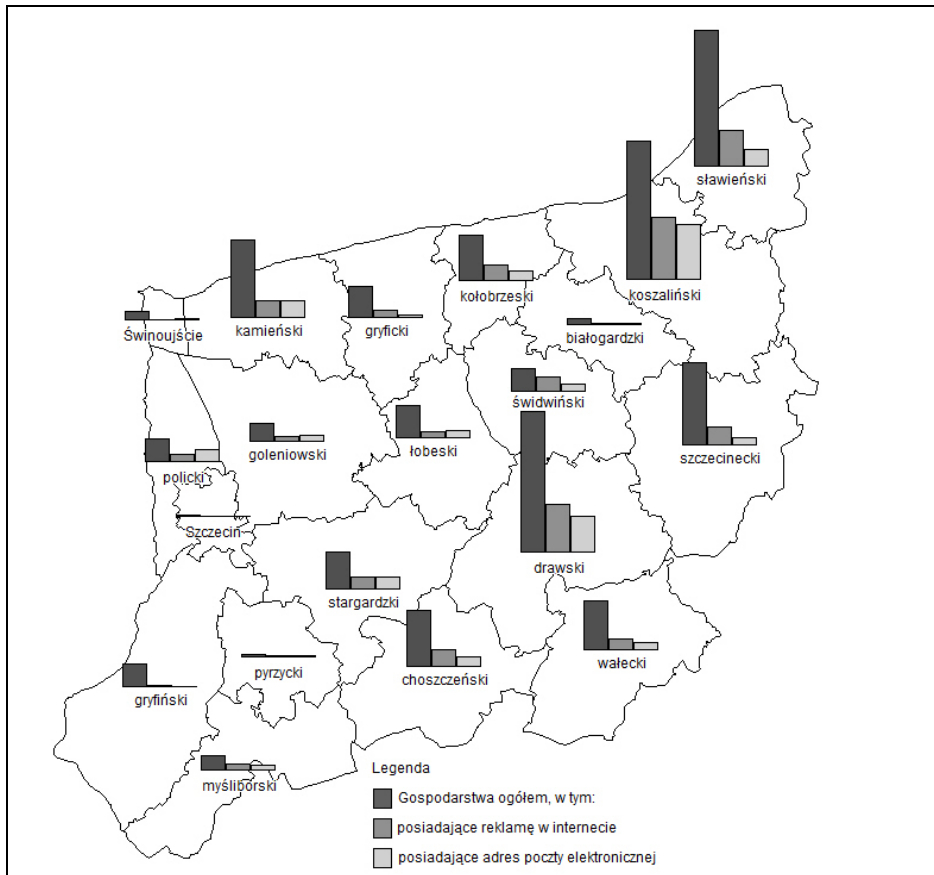 sławieński
koszaliński
kołobrzeski
Świnoujście
kamieński
gryficki
białogardzki
świdwiński
goleniowski
łobeski
szczecinecki
policki
Szczecin
drawski
stargardzki
wałecki
pyrzycki
choszczeński
gryfiński
myśliborski
Legenda
Gospodarstwa ogółem, w tym:
posiadające reklamę w internecie
posiadające adres poczty elektronicznej